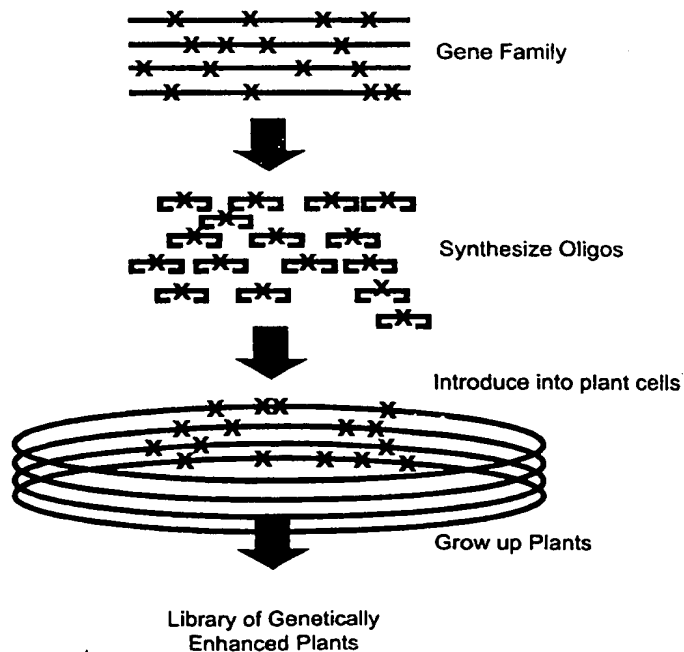 Gene Family
Synthesize Oligos
Introduce into plant cells
Grow up Plants
Library of Genetically
Enhanced Plants